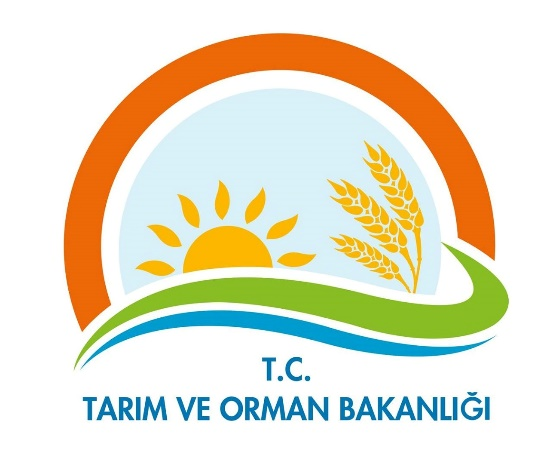 T.C.
TARIM VE ORMAN BAKANLIĞI